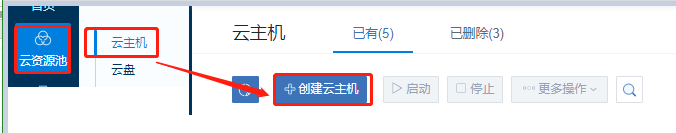 首页
云资源池
云主机
云盘
云主机 已有(5) 已删除(3)
创建云主机 启动 停止 更多操作